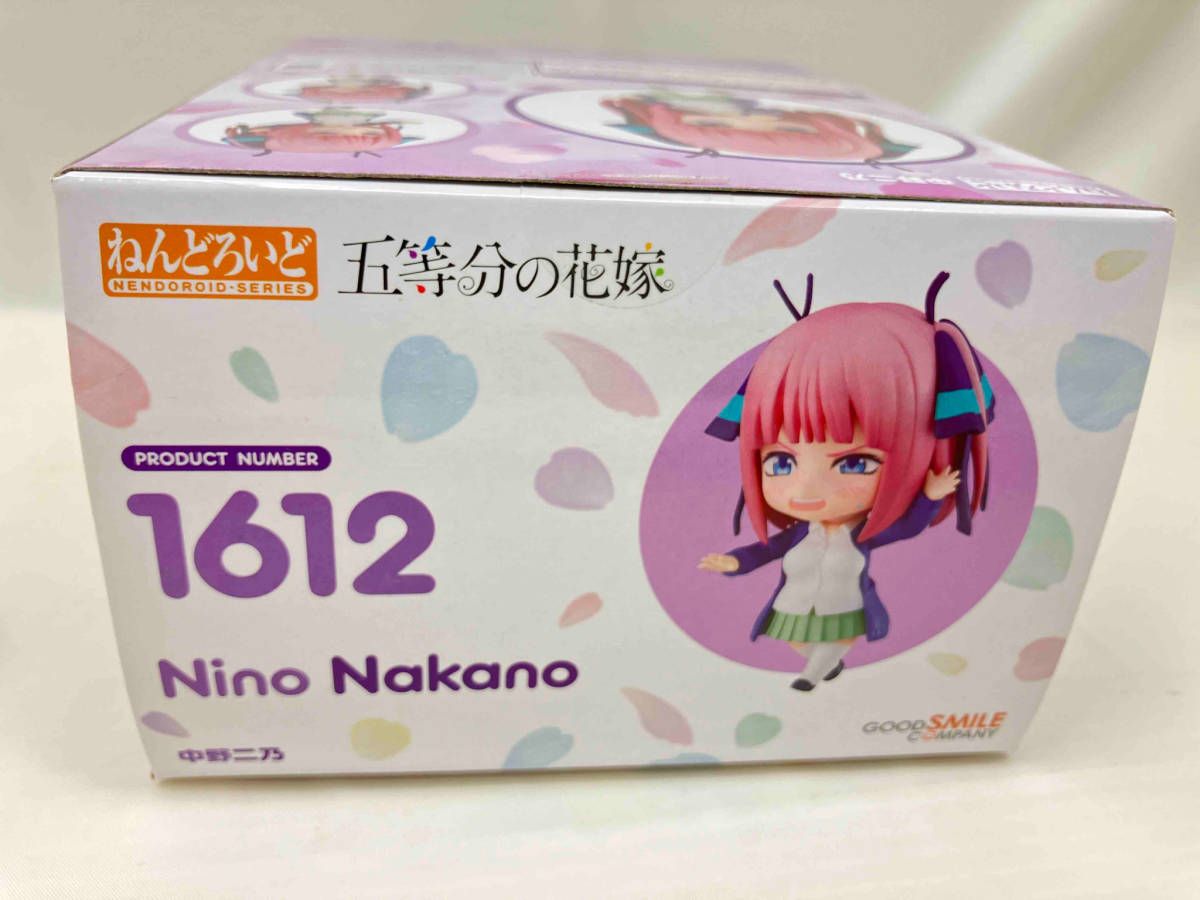 ねんどろいど
NENDOROID·SERIES
五等分の花嫁
PRODUCT NUMBER
1612
Nino Nakano
中野二乃
GOOD SMILE
COMPANY